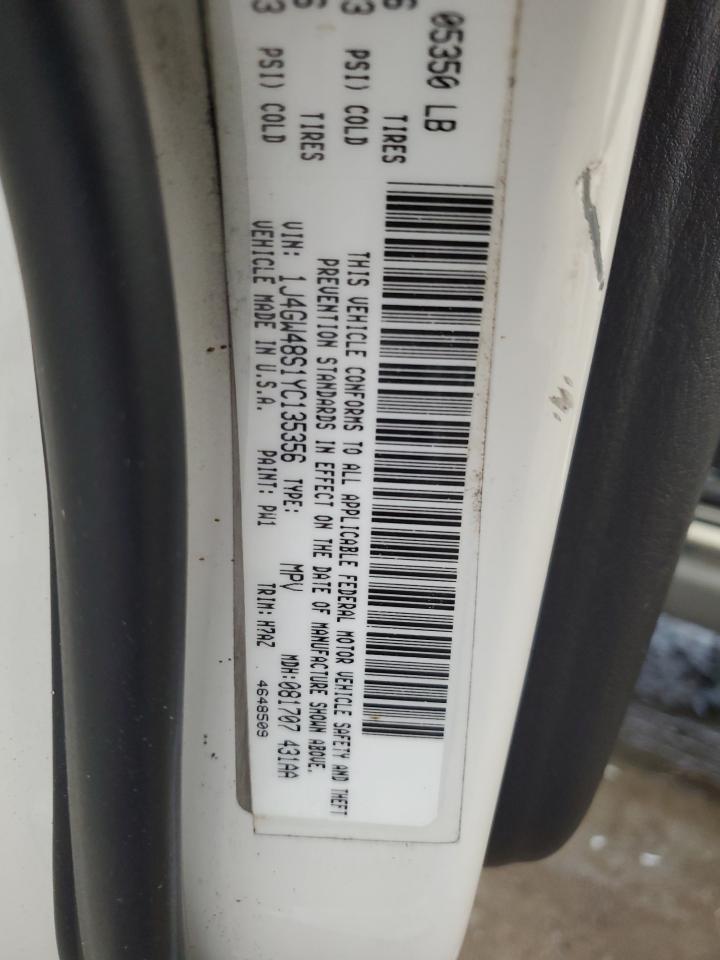 05350 LB
TIRES
PSI) COLD
TIRES
PSI) COLD
THIS VEHICLE CONFORMS TO ALL APPLICABLE FEDERAL MOTOR VEHICLE SAFETY AND THEFT
PREVENTION STANDARDS IN EFFECT ON THE DATE OF MANUFACTURE SHOWN ABOVE.
VIN: 1J4GW48S1YC135356 TYPE: MPV MDH:081707 431AA
VEHICLE MADE IN U.S.A. PAINT: PW1 TRIM:H7AZ 4648509